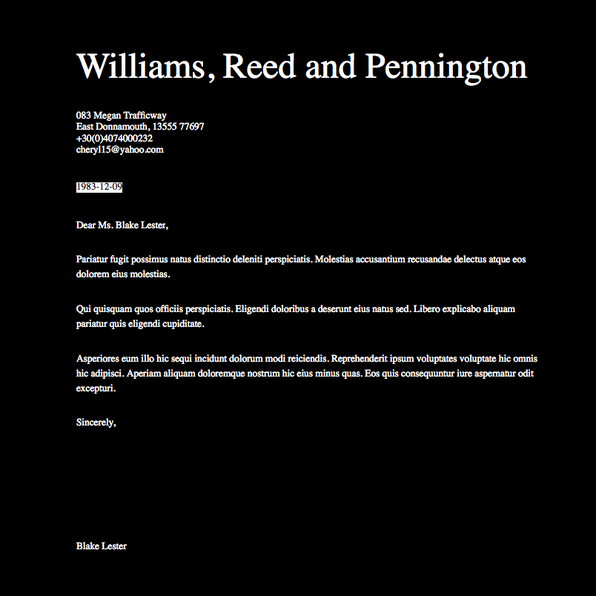 Williams, Reed and Pennington
083 Megan Trafficway
East Donnamouth, 13555 77697
+30(0)4074000232
cheryl15@yahoo.com
1983-12-09
Dear Ms. Blake Lester,
Pariatur fugit possimus natus distinctio deleniti perspiciatis. Molestias accusantium recusandae delectus atque eos
dolorem eius molestias.
Qui quisquam quos officiis perspiciatis. Eligendi doloribus a deserunt eius natus sed. Libero explicabo aliquam
pariatur quis eligendi cupiditate.
Asperiores eum illo hic sequi incidunt dolorum modi reiciendis. Reprehenderit ipsum voluptates voluptate hic omnis
hic adipisci. Aperiam aliquam doloremque nostrum hic eius minus quas. Eos quis consequuntur iure aspernatur odit
excepturi.
Sincerely,
Blake Lester